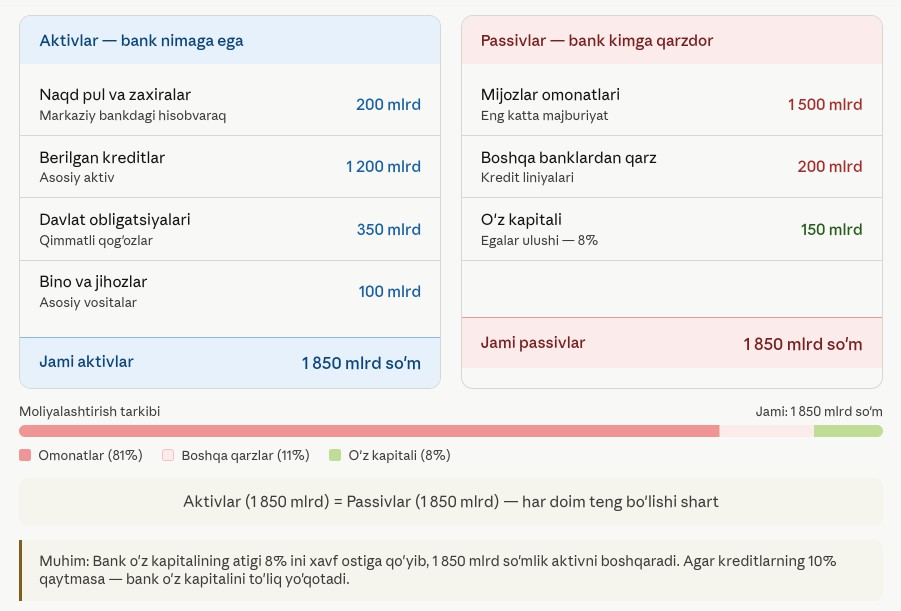 Aktivlar — bank nimaga ega
Naqd pul va zaxiralar
Markaziy bankdagi hisobvaraq
200 mlrd
Berilgan kreditlar
Asosiy aktiv
1 200 mlrd
Davlat obligatsiyalari
Qimmatli qog‘ozlar
350 mlrd
Bino va jihozlar
Asosiy vositalar
100 mlrd
Jami aktivlar
1 850 mlrd so‘m
Passivlar — bank kimga qarzdor
Mijozlar omonatlari
Eng katta majburiyat
1 500 mlrd
Boshqa banklardan qarz
Kredit liniyalari
200 mlrd
O‘z kapitali
Egalar ulushi — 8%
150 mlrd
Jami passivlar
1 850 mlrd so‘m
Moliyalashtirish tarkibi
Jami: 1 850 mlrd so‘m
Omonatlar (81%)
Boshqa qarzlar (11%)
O‘z kapitali (8%)
Aktivlar (1 850 mlrd) = Passivlar (1 850 mlrd) — har doim teng bo‘lishi shart
Muhim: Bank o‘z kapitalining atigi 8% ini xavf ostiga qo‘yib, 1 850 mlrd so‘mlik aktivni boshqaradi. Agar kreditlarning 10%
qaytmasa — bank o‘z kapitalini to‘liq yo‘qotadi.